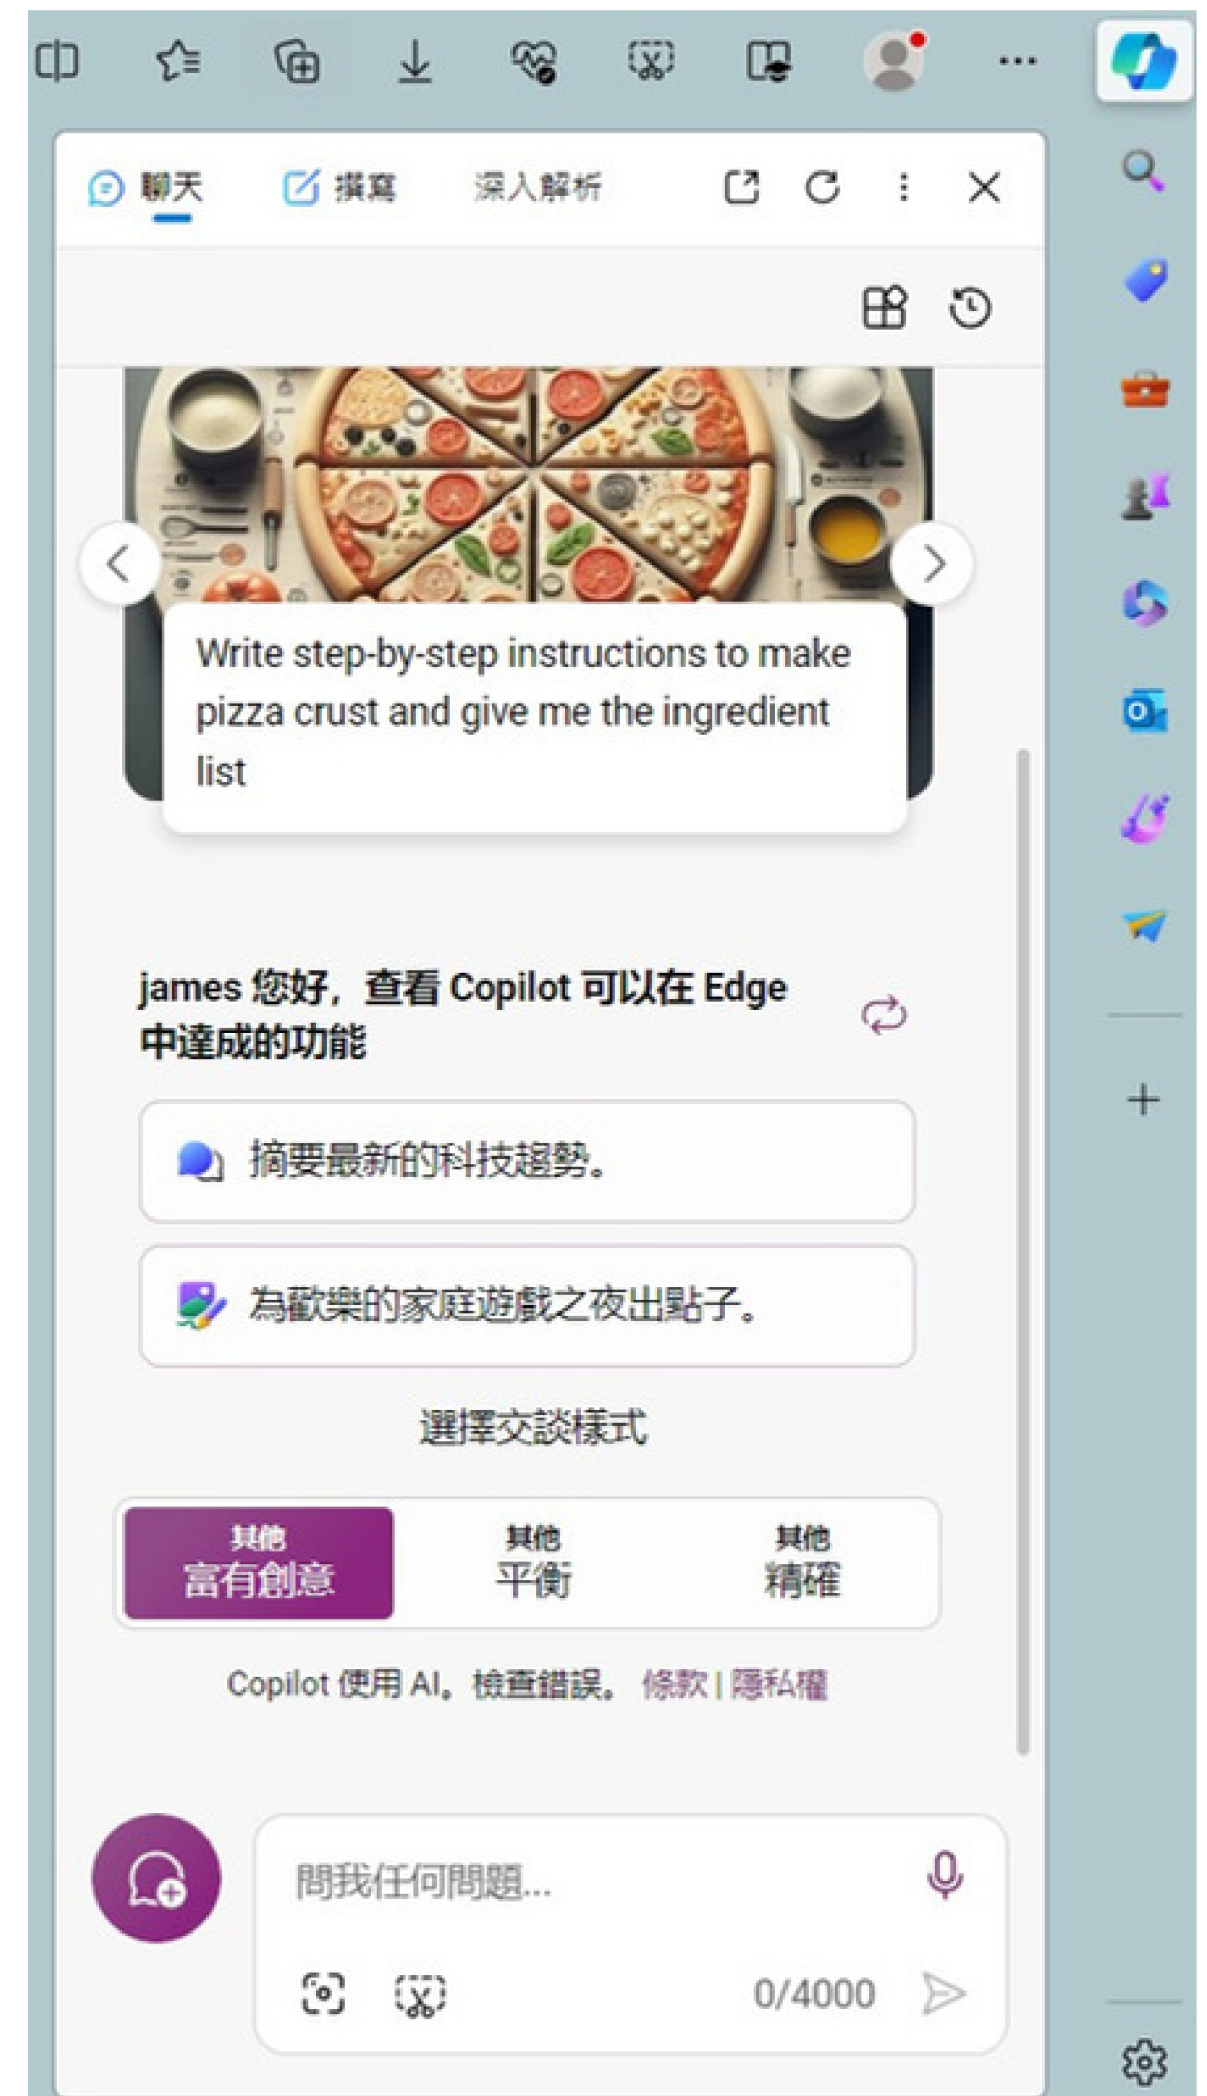 聊天
撰寫
深入解析
Write step-by-step instructions to make
pizza crust and give me the ingredient
list
james 您好，查看 Copilot 可以在 Edge
中達成的功能
摘要最新的科技趨勢。
為歡樂的家庭遊戲之夜出點子。
選擇交談樣式
其他
富有創意
其他
平衡
其他
精確
Copilot 使用 AI。檢查錯誤。 條款 | 隱私權
問我任何問題...
0/4000